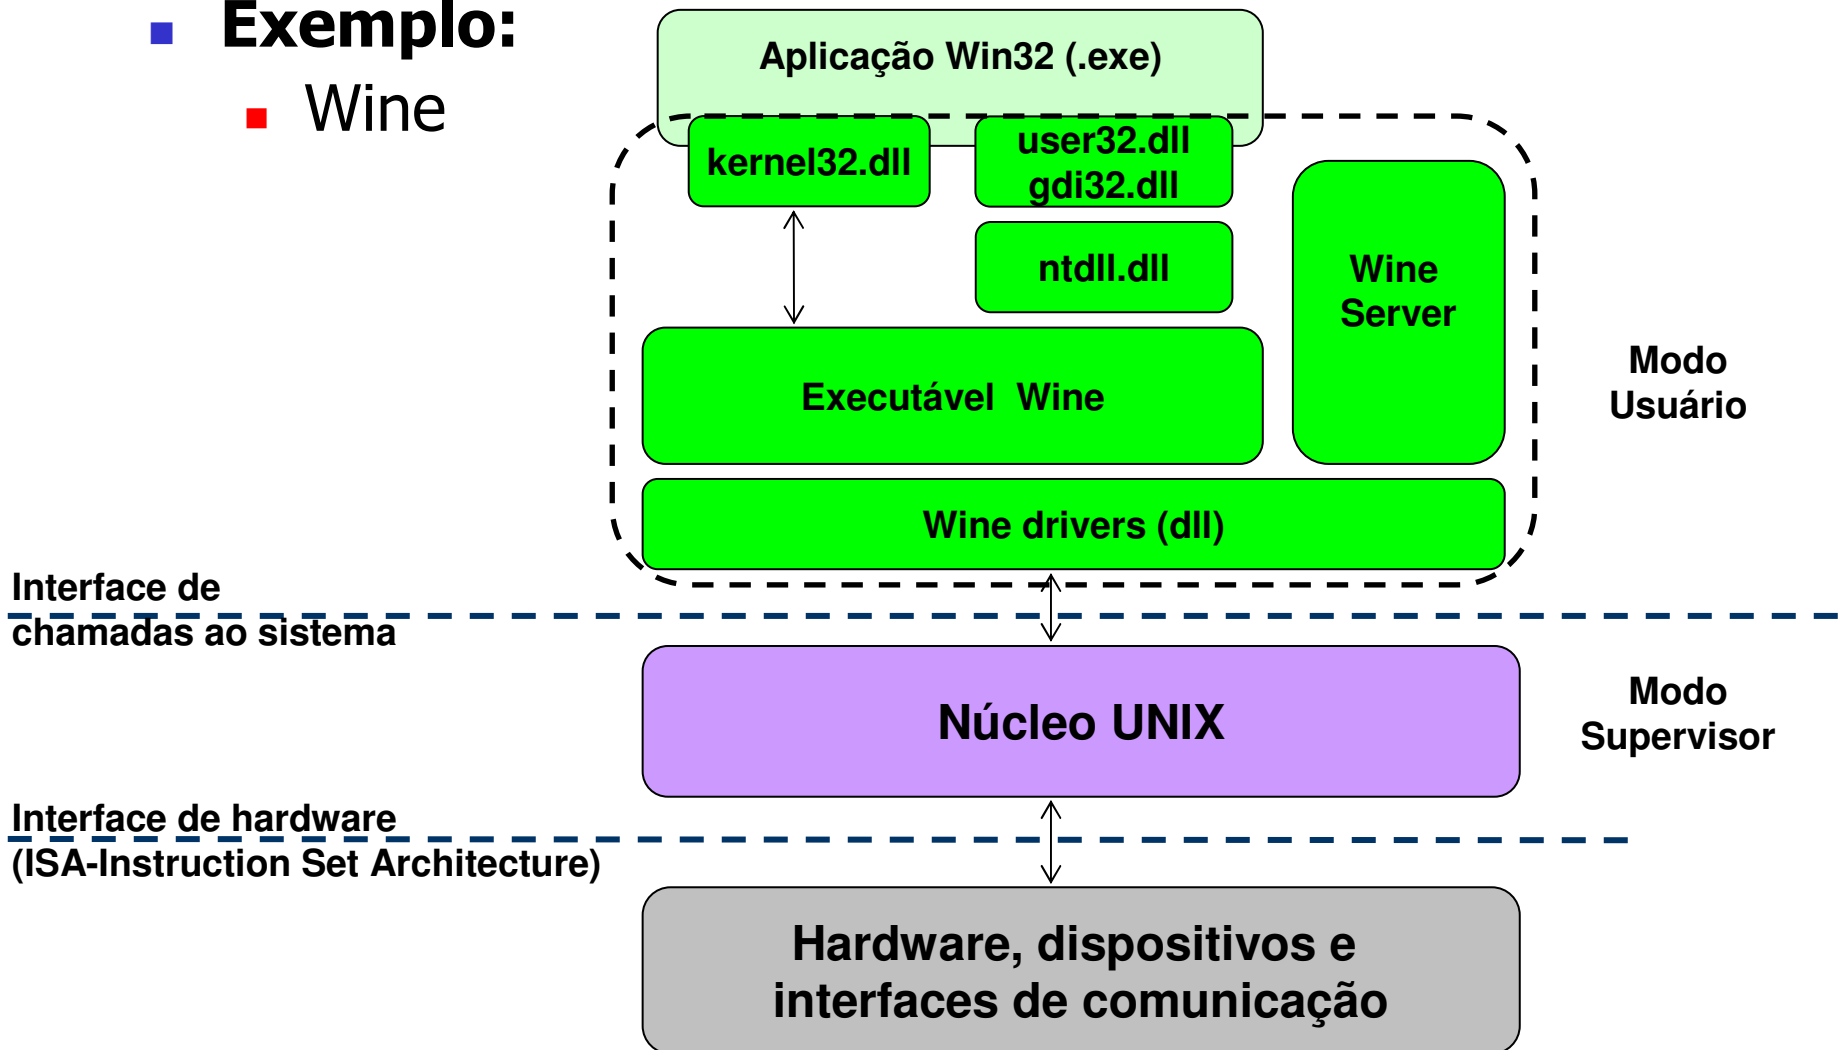 Exemplo:
Wine
Aplicação Win32 (.exe)
kernel32.dll
user32.dll
gdi32.dll
ntdll.dll
Wine
Server
Executável Wine
Wine drivers (dll)
Modo
Usuário
Interface de
chamadas ao sistema
Núcleo UNIX
Modo
Supervisor
Interface de hardware
(ISA-Instruction Set Architecture)
Hardware, dispositivos e
interfaces de comunicação